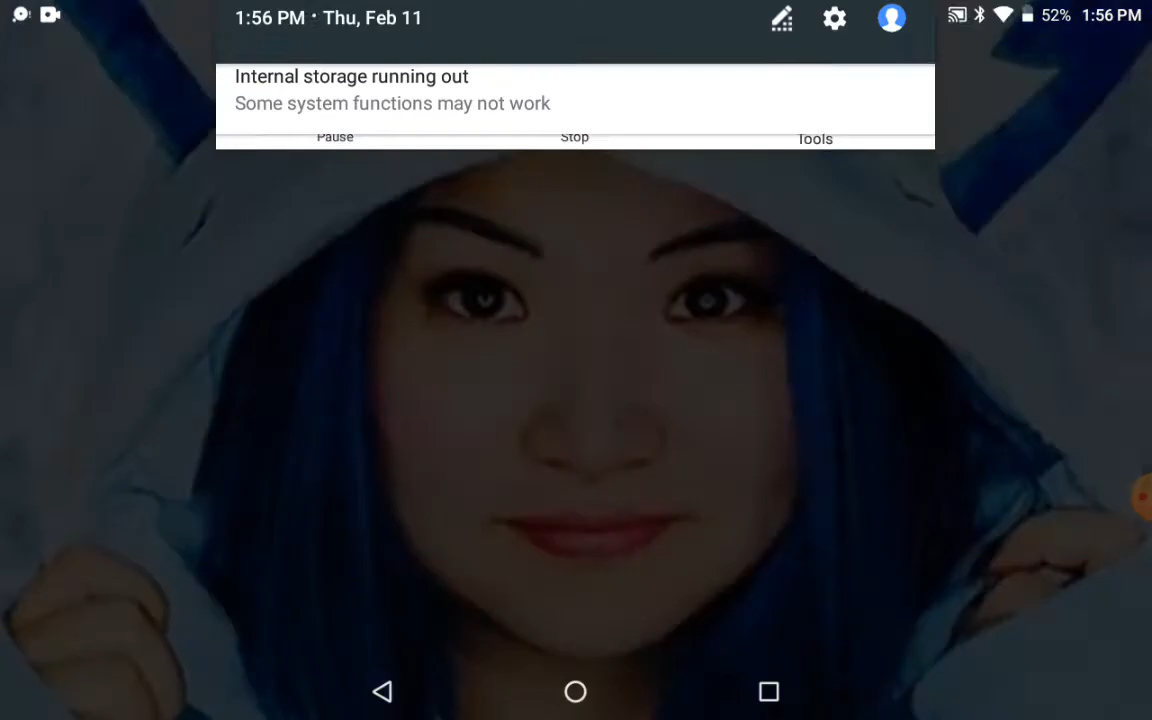 1:56 PM · Thu, Feb 11
52% 1:56 PM
Internal storage running out
Some system functions may not work
Pause Stop Tools